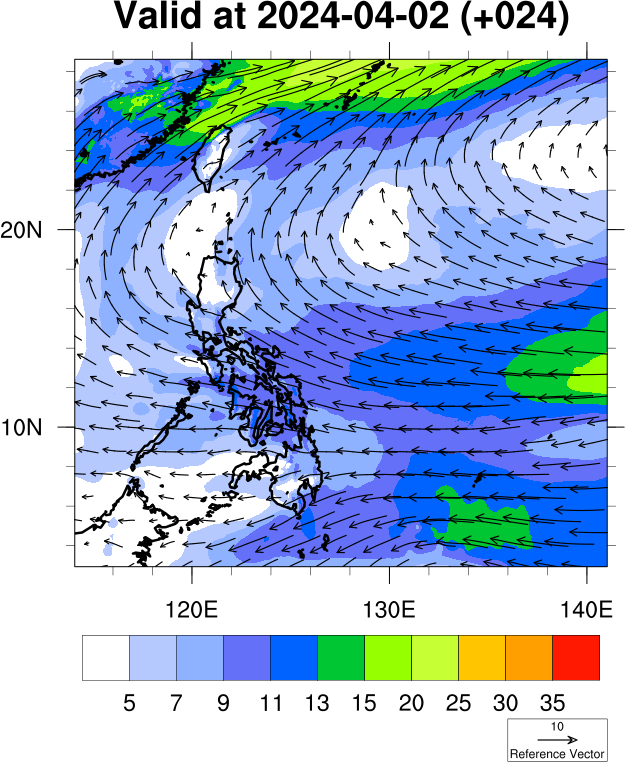 Valid at 2024-04-02 (+024)
20N
10N
120E 130E 140E
5 7 9 11 13 15 20 25 30 35
10
Reference Vector